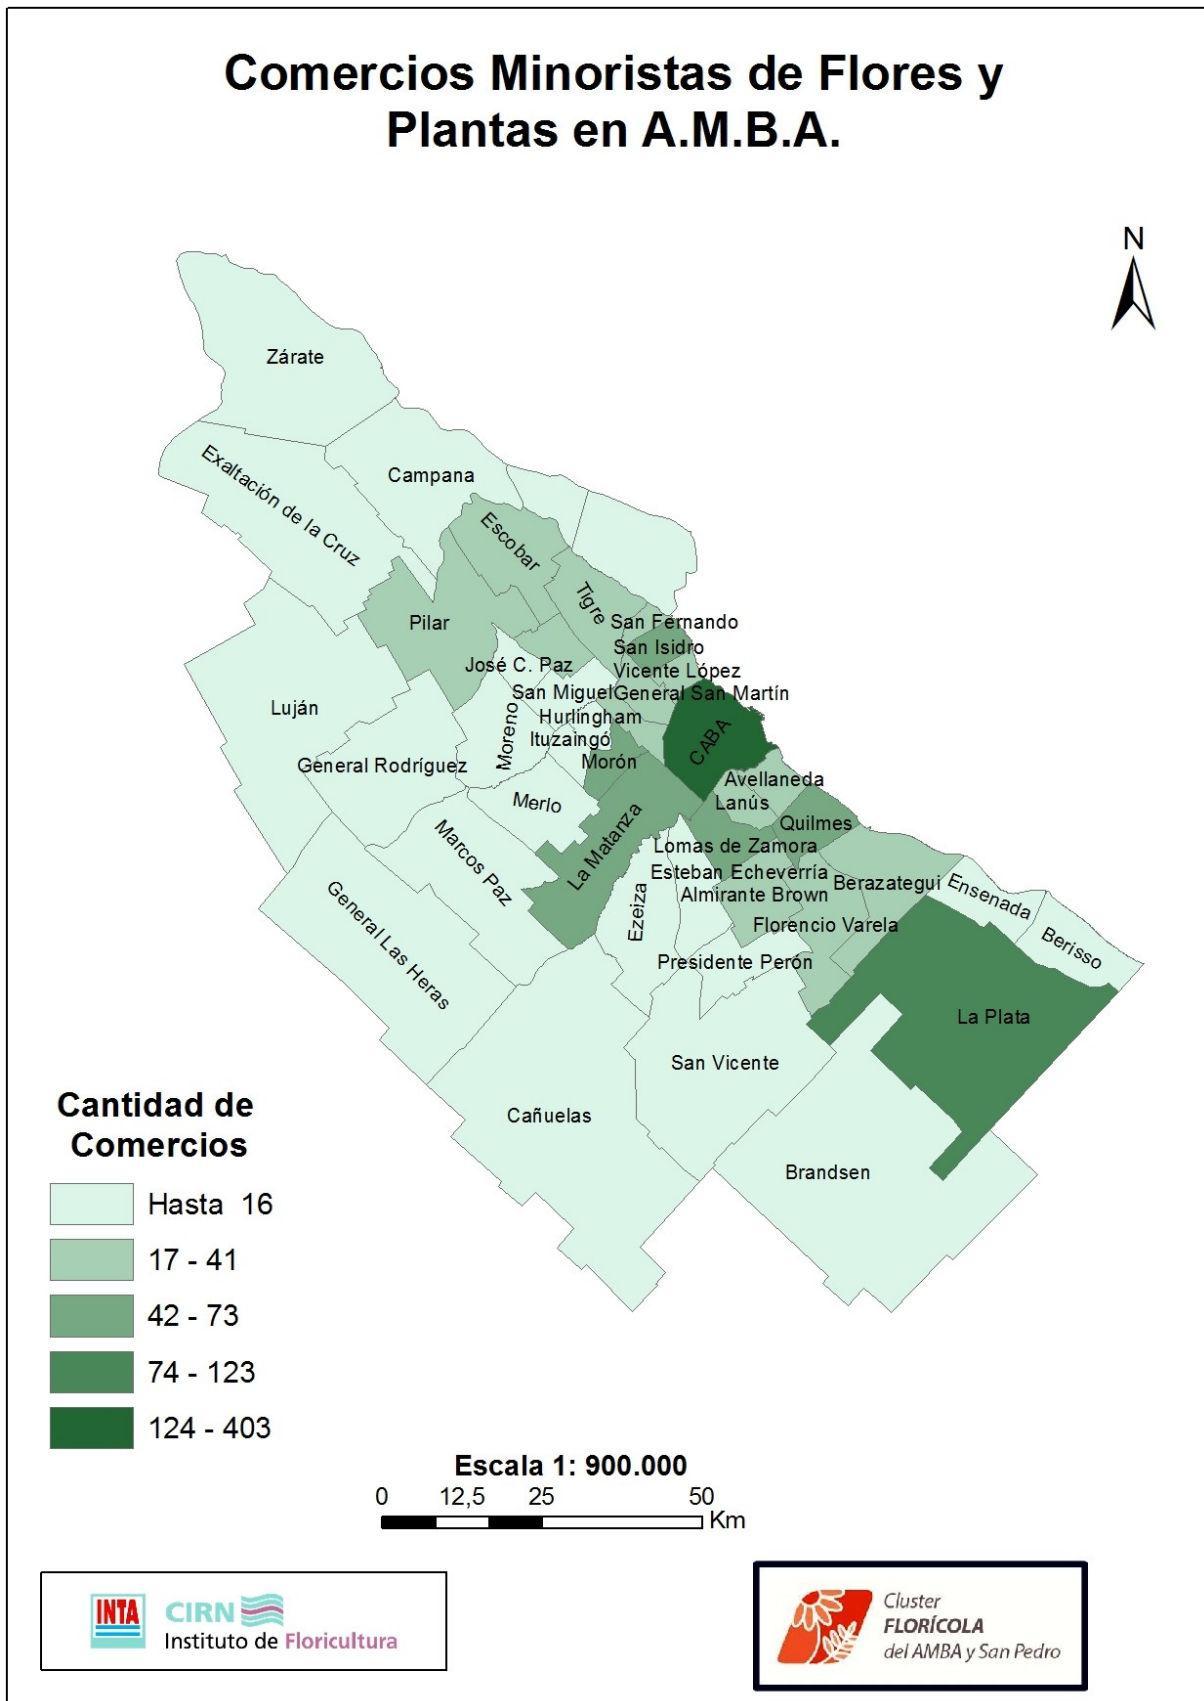 Comercios Minoristas de Flores y
Plantas en A.M.B.A.
N
Zárate
Exaltación de la Cruz
Campana
Escobar
Pilar
Tigre
San Fernando
San Isidro
José C. Paz
Vicente López
San Miguel
General San Martín
Luján
Moreno
Hurlingham
Ituzaingó
CABA
General Rodríguez
Morón
Avellaneda
Merlo
Lanús
Marcos Paz
La Matanza
Quilmes
Lomas de Zamora
Esteban Echeverría
Berazategui
Ensenada
Almirante Brown
General Las Heras
Ezeiza
Florencio Varela
Berisso
Presidente Perón
La Plata
San Vicente
Cañuelas
Brandsen
Cantidad de
Comercios
Hasta 16
17 - 41
42 - 73
74 - 123
124 - 403
Escala 1: 900.000
0 12,5 25 50
Km
INTA
CIRN
Instituto de Floricultura
Cluster
FLORÍCOLA
del AMBA y San Pedro